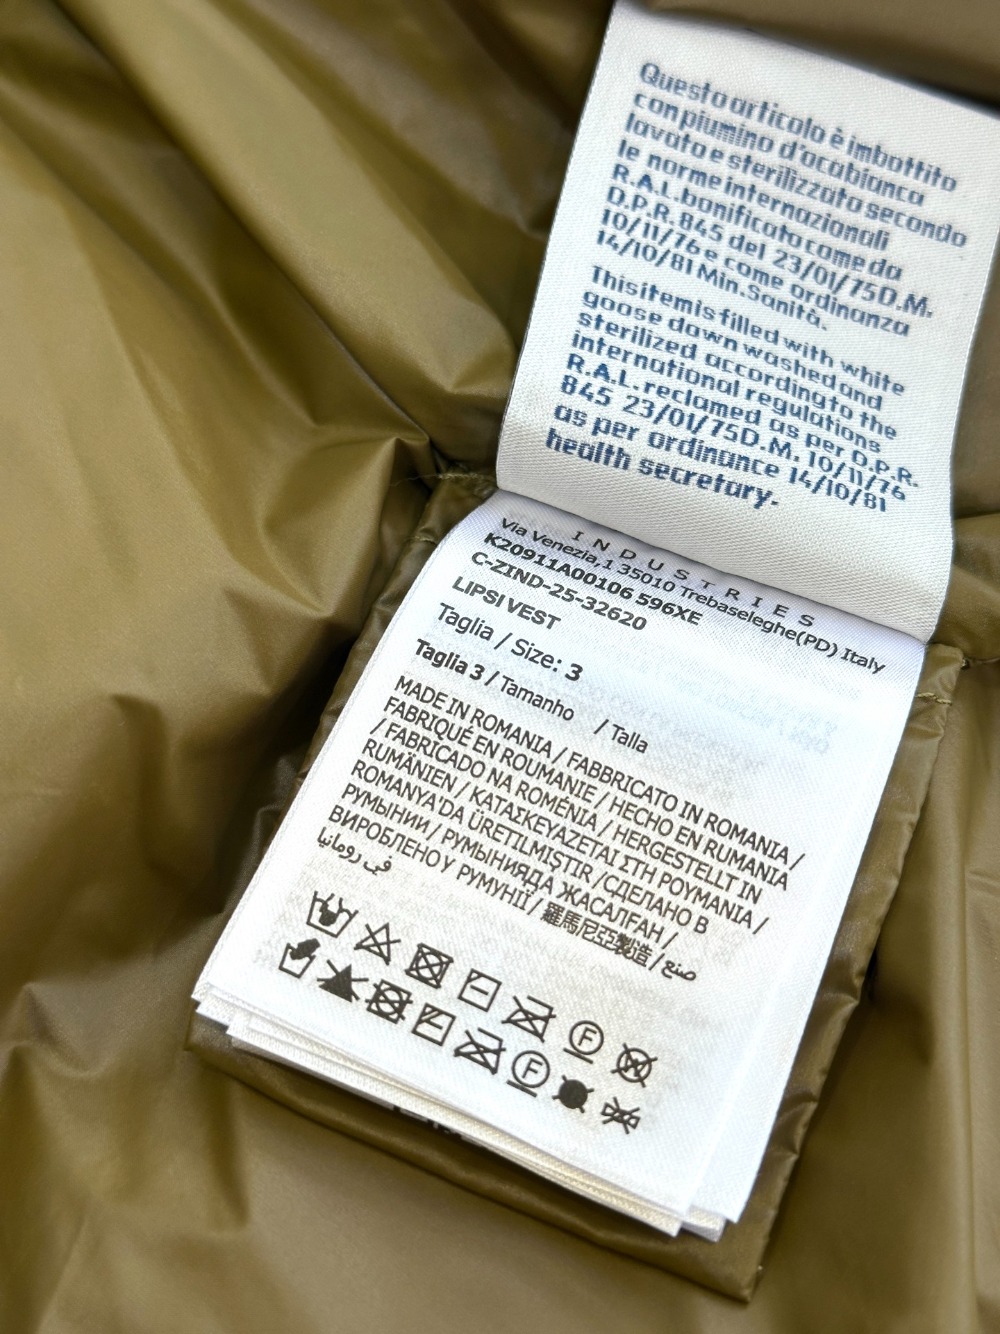 Questo articolo è imbottito
con piumino d'oca bianca
lavato e sterilizzato secondo
le norme internazionali
R.A.L. bonificato come da
D.P.R. 845 del 23/01/75 D.M.
10/11/76 e come ordinanza
14/10/81 Min. Sanità.
This item is filled with white
goose down washed and
sterilized according to the
international regulations
R.A.L. reclamed as per O.P.R.
845 23/01/75 D.M. 10/11/76
as per ordinance 14/10/81
health secretary.
INDUSTRIES
Via Venezia,1 35010 Trebaseleghe(PD) Italy
K20911A00106 596XE
C-ZIND-25-32620
LIPSI VEST
Taglia / Size: 3
Taglia 3 / Tamanho / Talla
MADE IN ROMANIA / FABBRICATO IN ROMANIA /
FABRIQUÉ EN ROUMANIE / HECHO EN RUMANIA
/ FABRICADO NA ROMÉNIA / HERGESTELLT IN
RUMÄNIEN / ΚΑΤΑΣΚΕΥΑΖΕΤΑΙ ΣΤΗ ΡΟΥΜΑΝΙΑ /
ROMANYA'DA ÜRETILMIŞTIR /СДЕЛАНО В
РУМЫНИИ / РУМЫНИЯДА ЖАСАЛҒАН /
ВИРОБЛЕНО У РУМУНІЇ / 羅馬尼亞製造 / صنع
في رومانيا
F
W
F